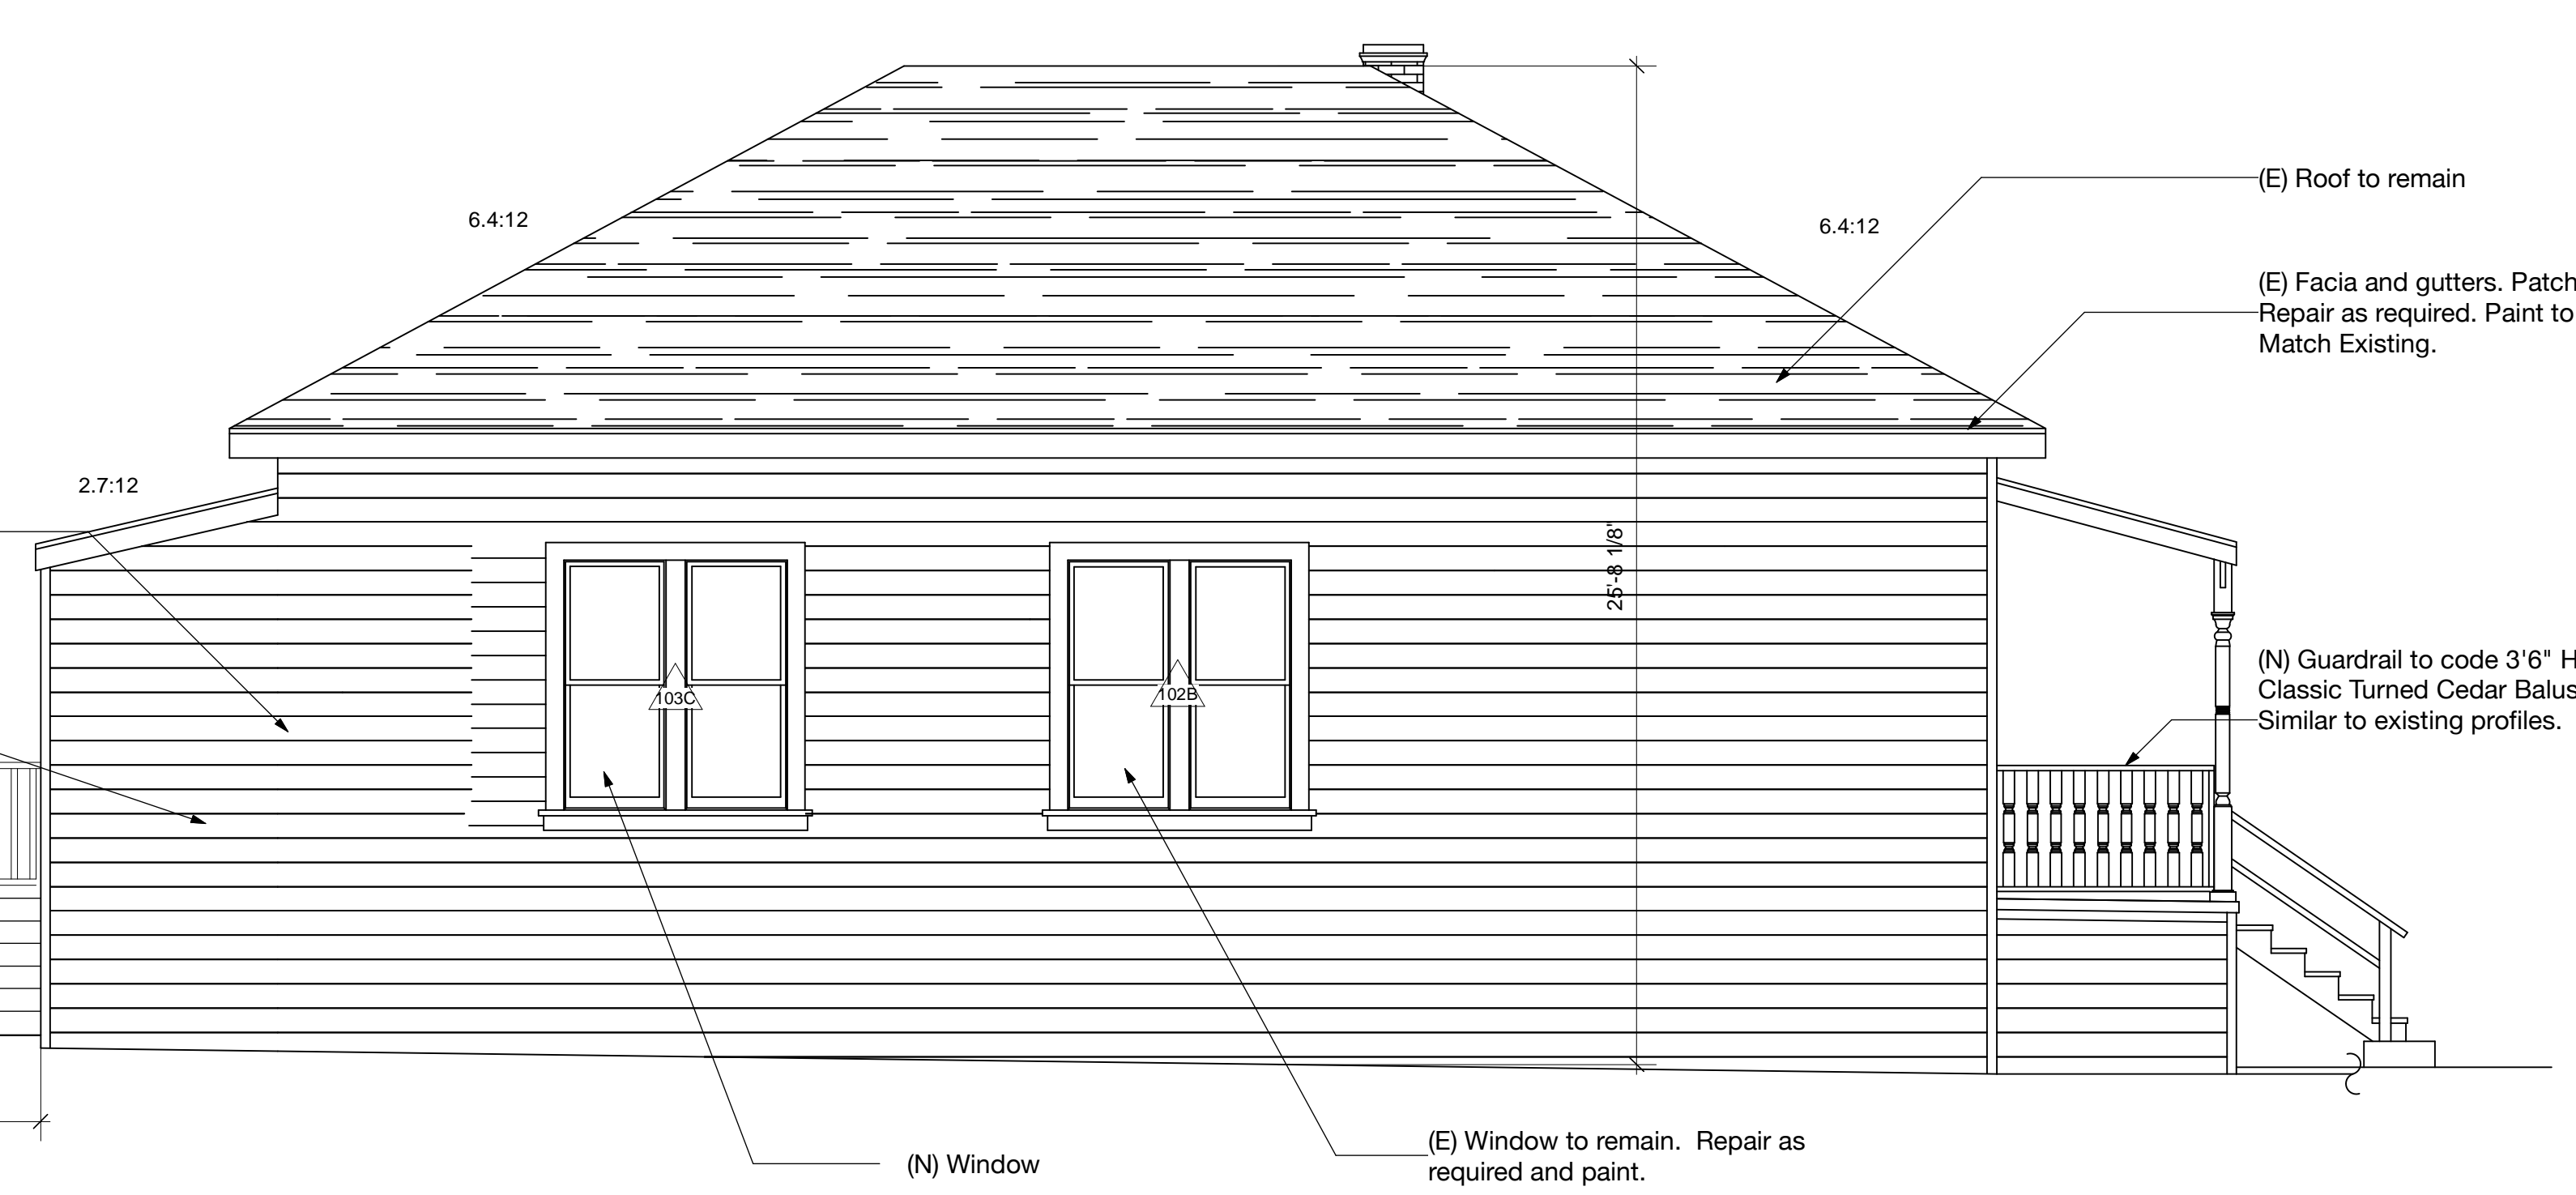 (E) Roof to remain
6.4:12
6.4:12
(E) Facia and gutters. Patch
Repair as required. Paint to
Match Existing.
2.7:12
25'-8 1/8"
(N) Guardrail to code 3'6" H
Classic Turned Cedar Balus
Similar to existing profiles.
103C
102B
(N) Window
(E) Window to remain. Repair as
required and paint.